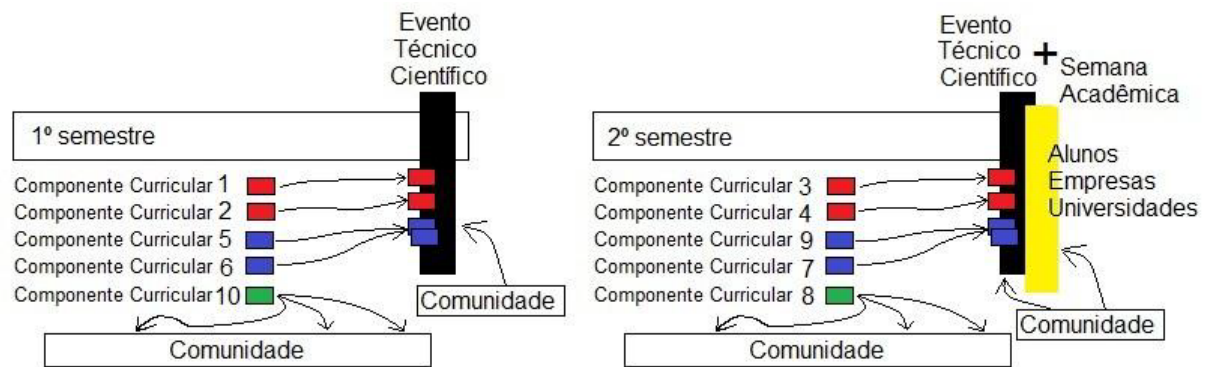 Evento
Técnico
Científico
1º semestre
Componente Curricular 1
Componente Curricular 2
Componente Curricular 5
Componente Curricular 6
Componente Curricular 10
Comunidade
Comunidade
Evento
Técnico
Científico
+
Semana
Acadêmica
2º semestre
Alunos
Empresas
Universidades
Componente Curricular 3
Componente Curricular 4
Componente Curricular 9
Componente Curricular 7
Componente Curricular 8
Comunidade
Comunidade